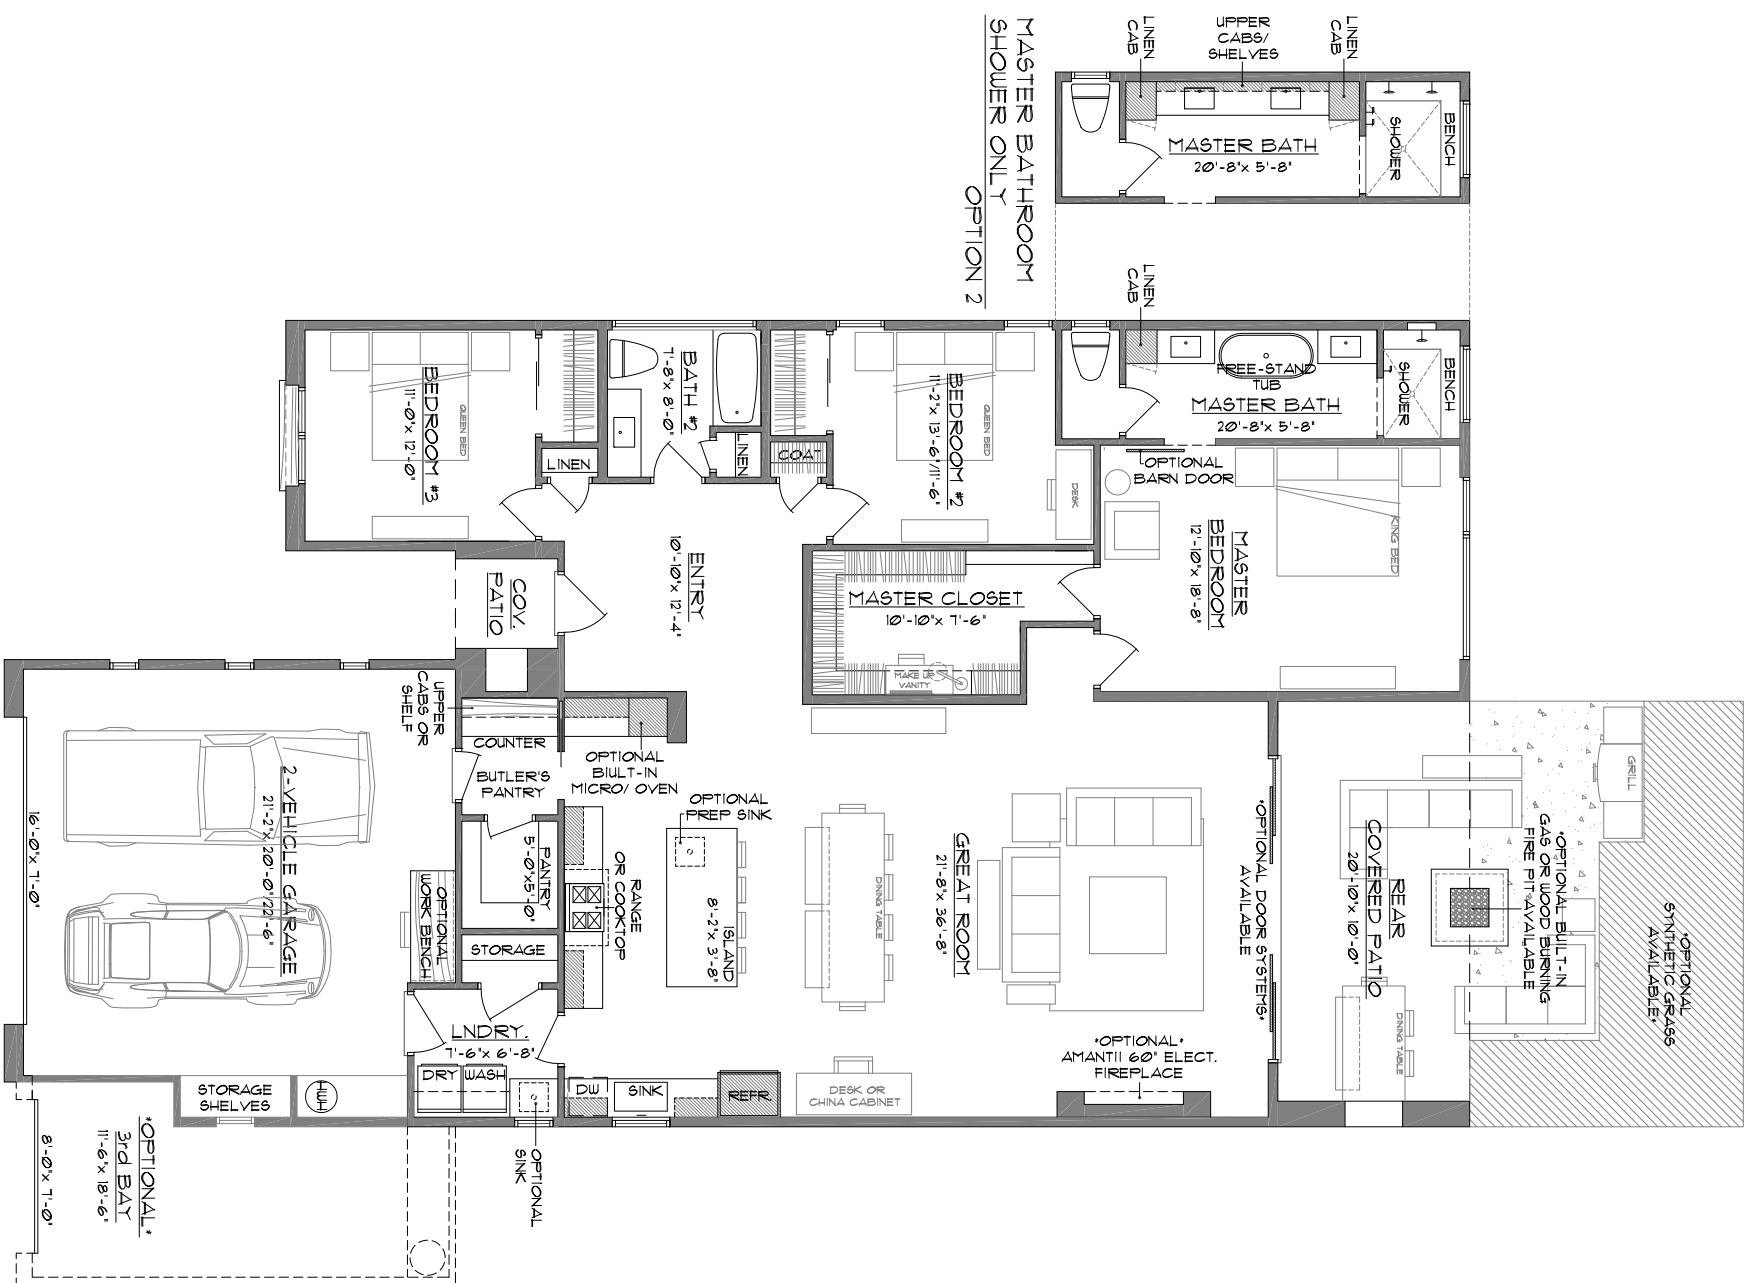 MASTER BATHROOM
SHOWER ONLY
OPTION 2
LINEN
CAB
UPPER
CABS/
SHELVES
LINEN
CAB
MASTER BATH
20'-8"x 5'-8"
SHOWER
BENCH
LINEN
CAB
FREE-STAND
TUB
MASTER BATH
20'-8"x 5'-8"
SHOWER
BENCH
BEDROOM #3
11'-0"x 12'-0"
QUEEN BED
LINEN
BATH #2
7'-8"x 8'-0"
LINEN
COAT
BEDROOM #2
11'-2"x 13'-6"/11'-6"
QUEEN BED
DESK
OPTIONAL
BARN DOOR
MASTER
BEDROOM
12'-10"x 18'-8"
KING BED
COV.
PATIO
ENTRY
10'-10"x 12'-4"
MASTER CLOSET
10'-10"x 7'-6"
MAKE UP
VANITY
UPPER
CABS OR
SHELF
COUNTER
BUTLER'S
PANTRY
OPTIONAL
BIULT-IN
MICRO/ OVEN
OPTIONAL
PREP SINK
PANTRY
5'-0"x5'-0"
RANGE
OR COOKTOP
ISLAND
8'-2"x 3'-8"
DINING TABLE
GREAT ROOM
21'-8"x 36'-8"
*OPTIONAL DOOR SYSTEMS*
AVAILABLE
REAR
COVERED PATIO
20'-10"x 10'-0"
DINING TABLE
GRILL
*OPTIONAL BUILT-IN
GAS OR WOOD BURNING
FIRE PIT AVAILABLE
*OPTIONAL
SYNTHETIC GRASS
AVAILABLE*
2-VEHICLE GARAGE
21'-2"x 20'-0"/22'-6"
16'-0"x 7'-0"
OPTIONAL
WORK BENCH
STORAGE
LNDRY.
7'-6"x 6'-8"
DRY
WASH
DW
SINK
REFR.
DESK OR
CHINA CABINET
*OPTIONAL*
AMANTII 60" ELECT.
FIREPLACE
STORAGE
SHELVES
HWH
OPTIONAL
SINK
*OPTIONAL*
3rd BAY
11'-6"x 18'-6"
8'-0"x 7'-0"